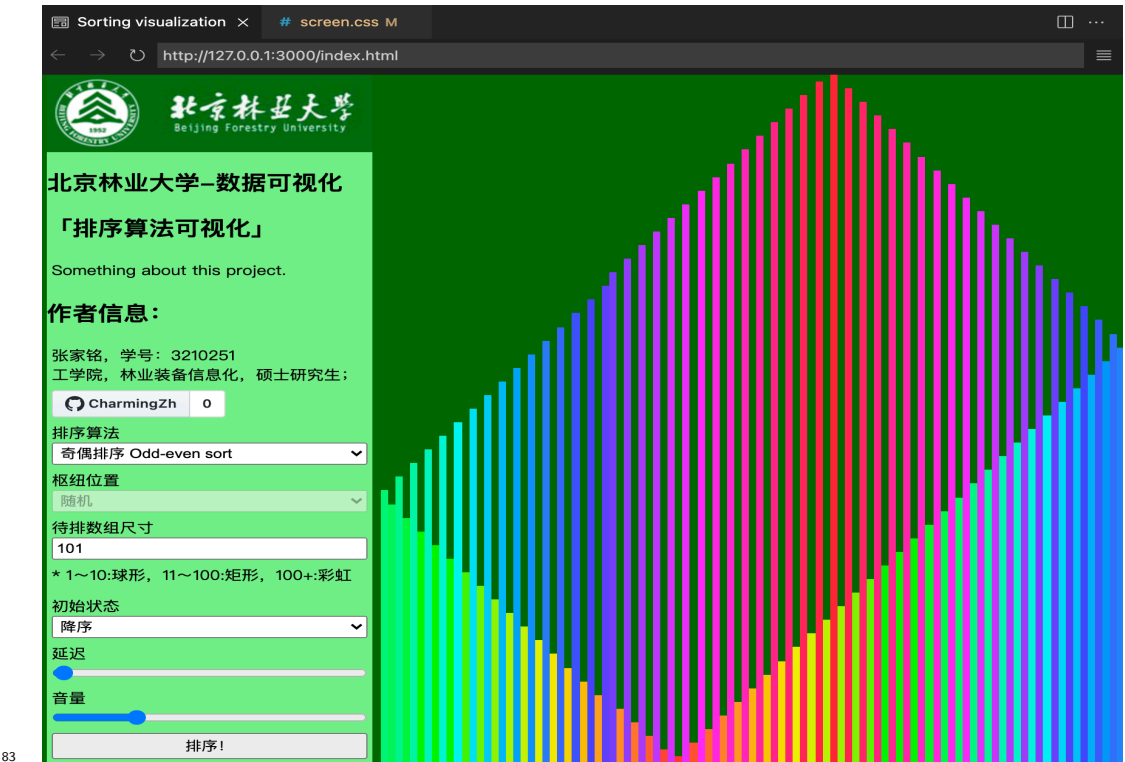 Sorting visualization ×
# screen.css M
http://127.0.0.1:3000/index.html
北京林业大学
Beijing Forestry University
BEIJING FORESTRY UNIVERSITY
1952
北京林业大学–数据可视化
「排序算法可视化」
Something about this project.
作者信息：
张家铭，学号：3210251
工学院，林业装备信息化，硕士研究生；
CharmingZh 0
排序算法
奇偶排序 Odd-even sort
枢纽位置
随机
待排数组尺寸
101
* 1～10:球形，11～100:矩形，100+:彩虹
初始状态
降序
延迟
音量
排序!
83